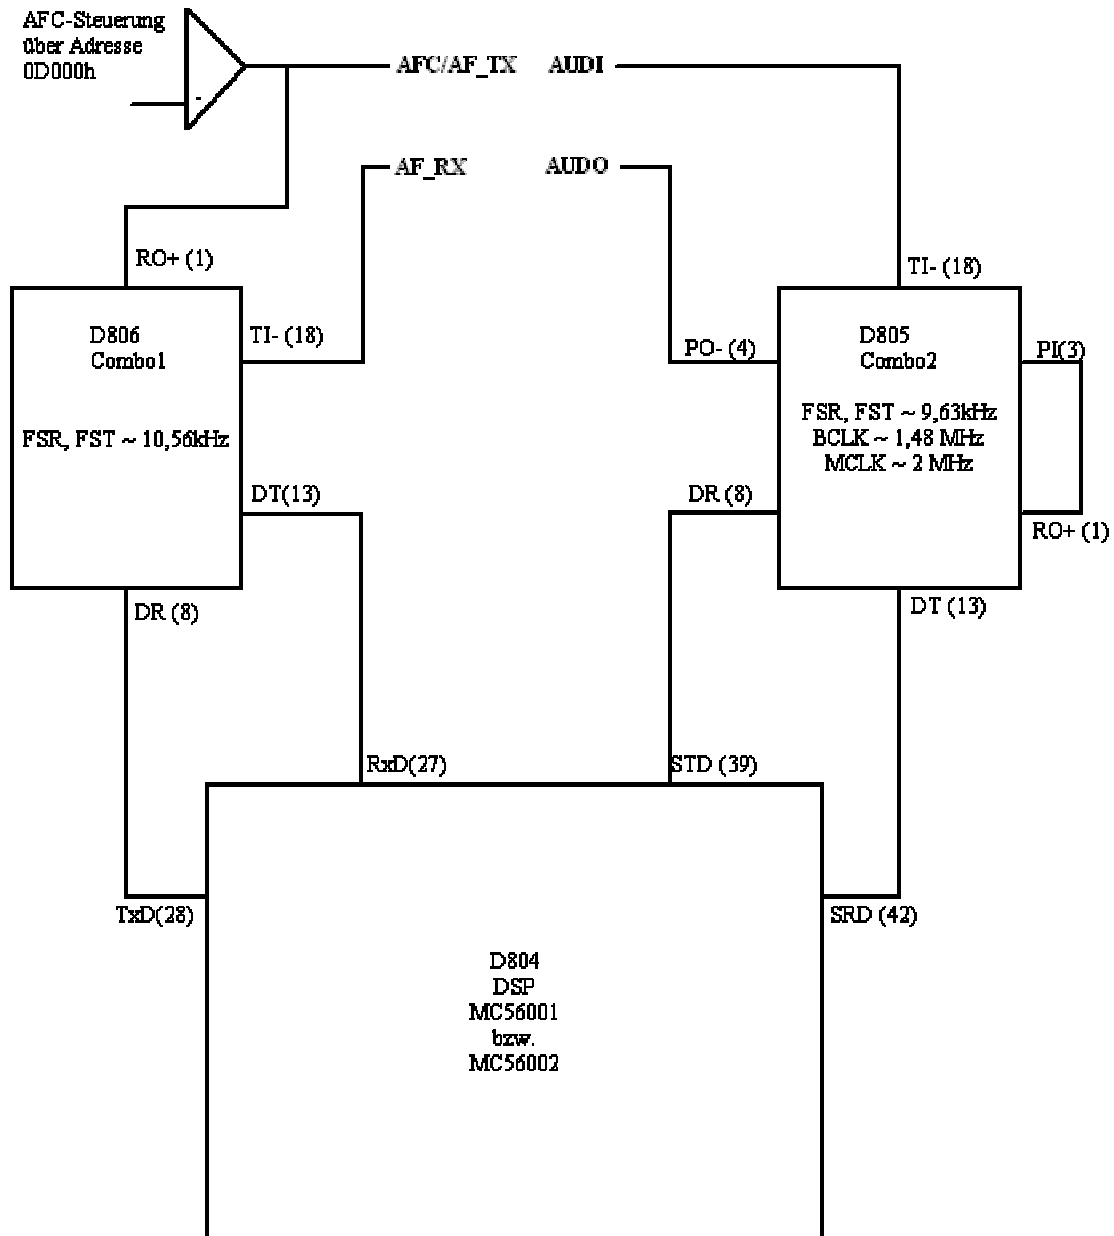 AFC-Steuerung
über Adresse
0D000h
-
AFC/AF_TX
AUDI
AF_RX
AUDO
RO+ (1)
TI- (18)
D806
Combo1
TI- (18)
FSR, FST ~ 10,56kHz
DT(13)
DR (8)
PO- (4)
D805
Combo2
PI(3)
FSR, FST ~ 9,63kHz
BCLK ~ 1,48 MHz
MCLK ~ 2 MHz
DR (8)
RO+ (1)
DT (13)
RxD(27)
STD (39)
TxD(28)
SRD (42)
D804
DSP
MC56001
bzw.
MC56002